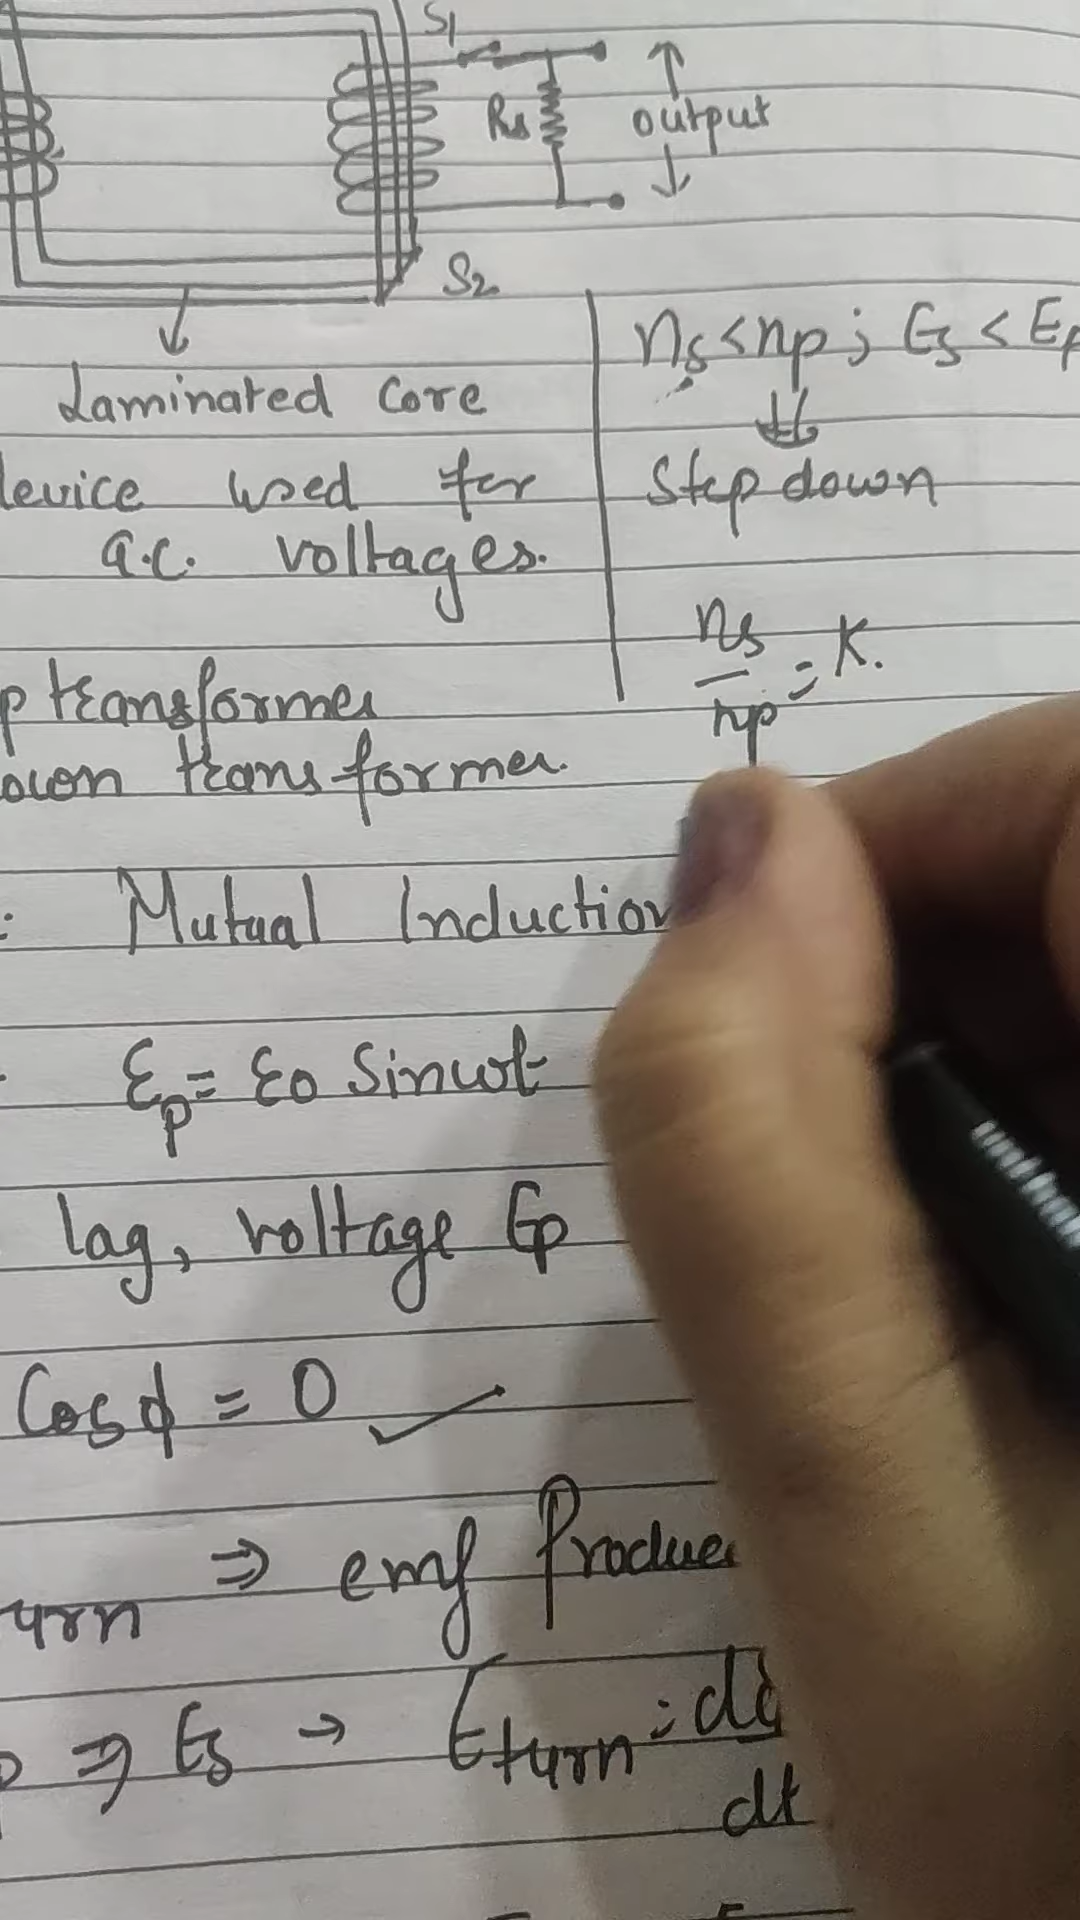 S1
Rs
output
S2
Laminated Core
device used for
a.c. voltages.
ns < np ; Es < Ep
Step down
ns/np = K.
p transformer
own transformer.
: Mutual Induction
Ep = E0 Sinwt
lag, voltage Ep
Cosϕ = 0 ✓
urn ⇒ emf Produce
⇒ Es → Eturn = dϕ/dt